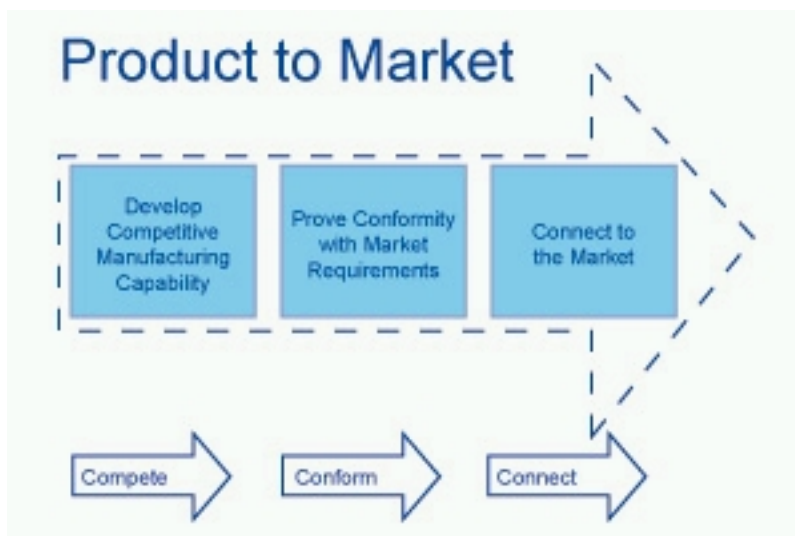 Product to Market
Develop
Competitive
Manufacturing
Capability
Prove Conformity
with Market
Requirements
Connect to
the Market
Compete
Conform
Connect